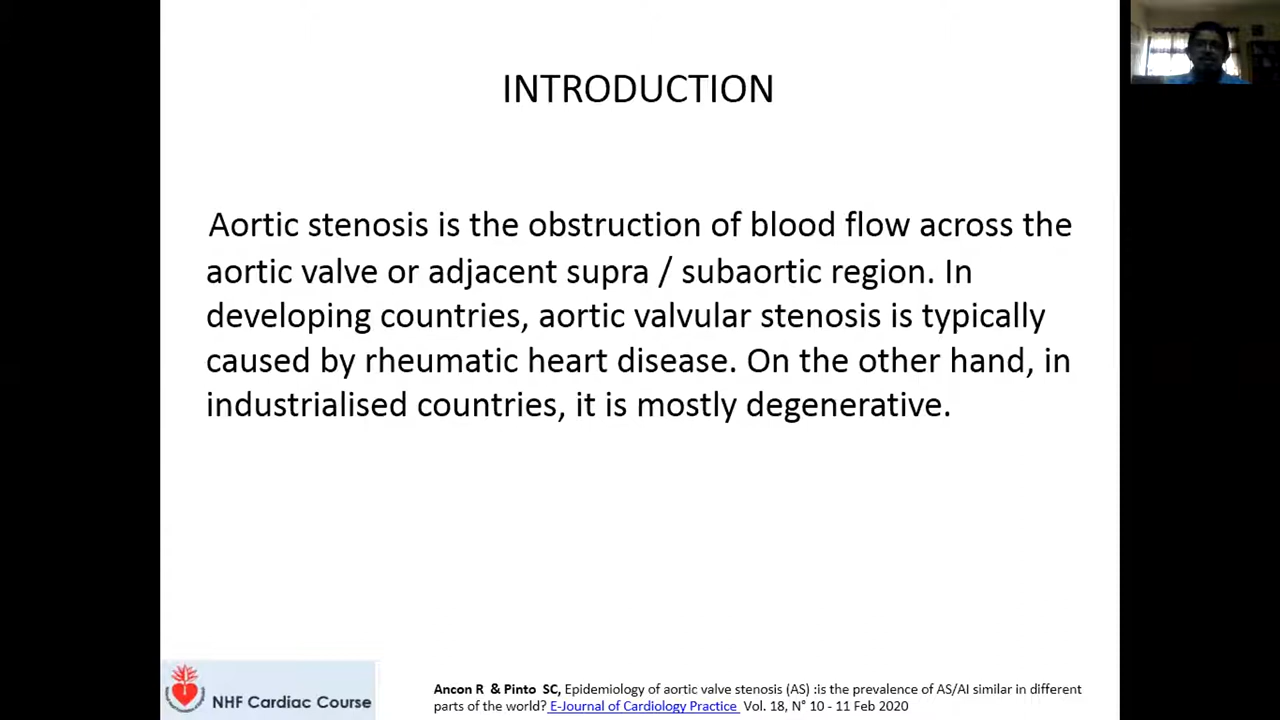 INTRODUCTION
Aortic stenosis is the obstruction of blood flow across the
aortic valve or adjacent supra / subaortic region. In
developing countries, aortic valvular stenosis is typically
caused by rheumatic heart disease. On the other hand, in
industrialised countries, it is mostly degenerative.
NHF Cardiac Course
Ancon R & Pinto SC, Epidemiology of aortic valve stenosis (AS) :is the prevalence of AS/AI similar in different
parts of the world? E-Journal of Cardiology Practice Vol. 18, N° 10 - 11 Feb 2020